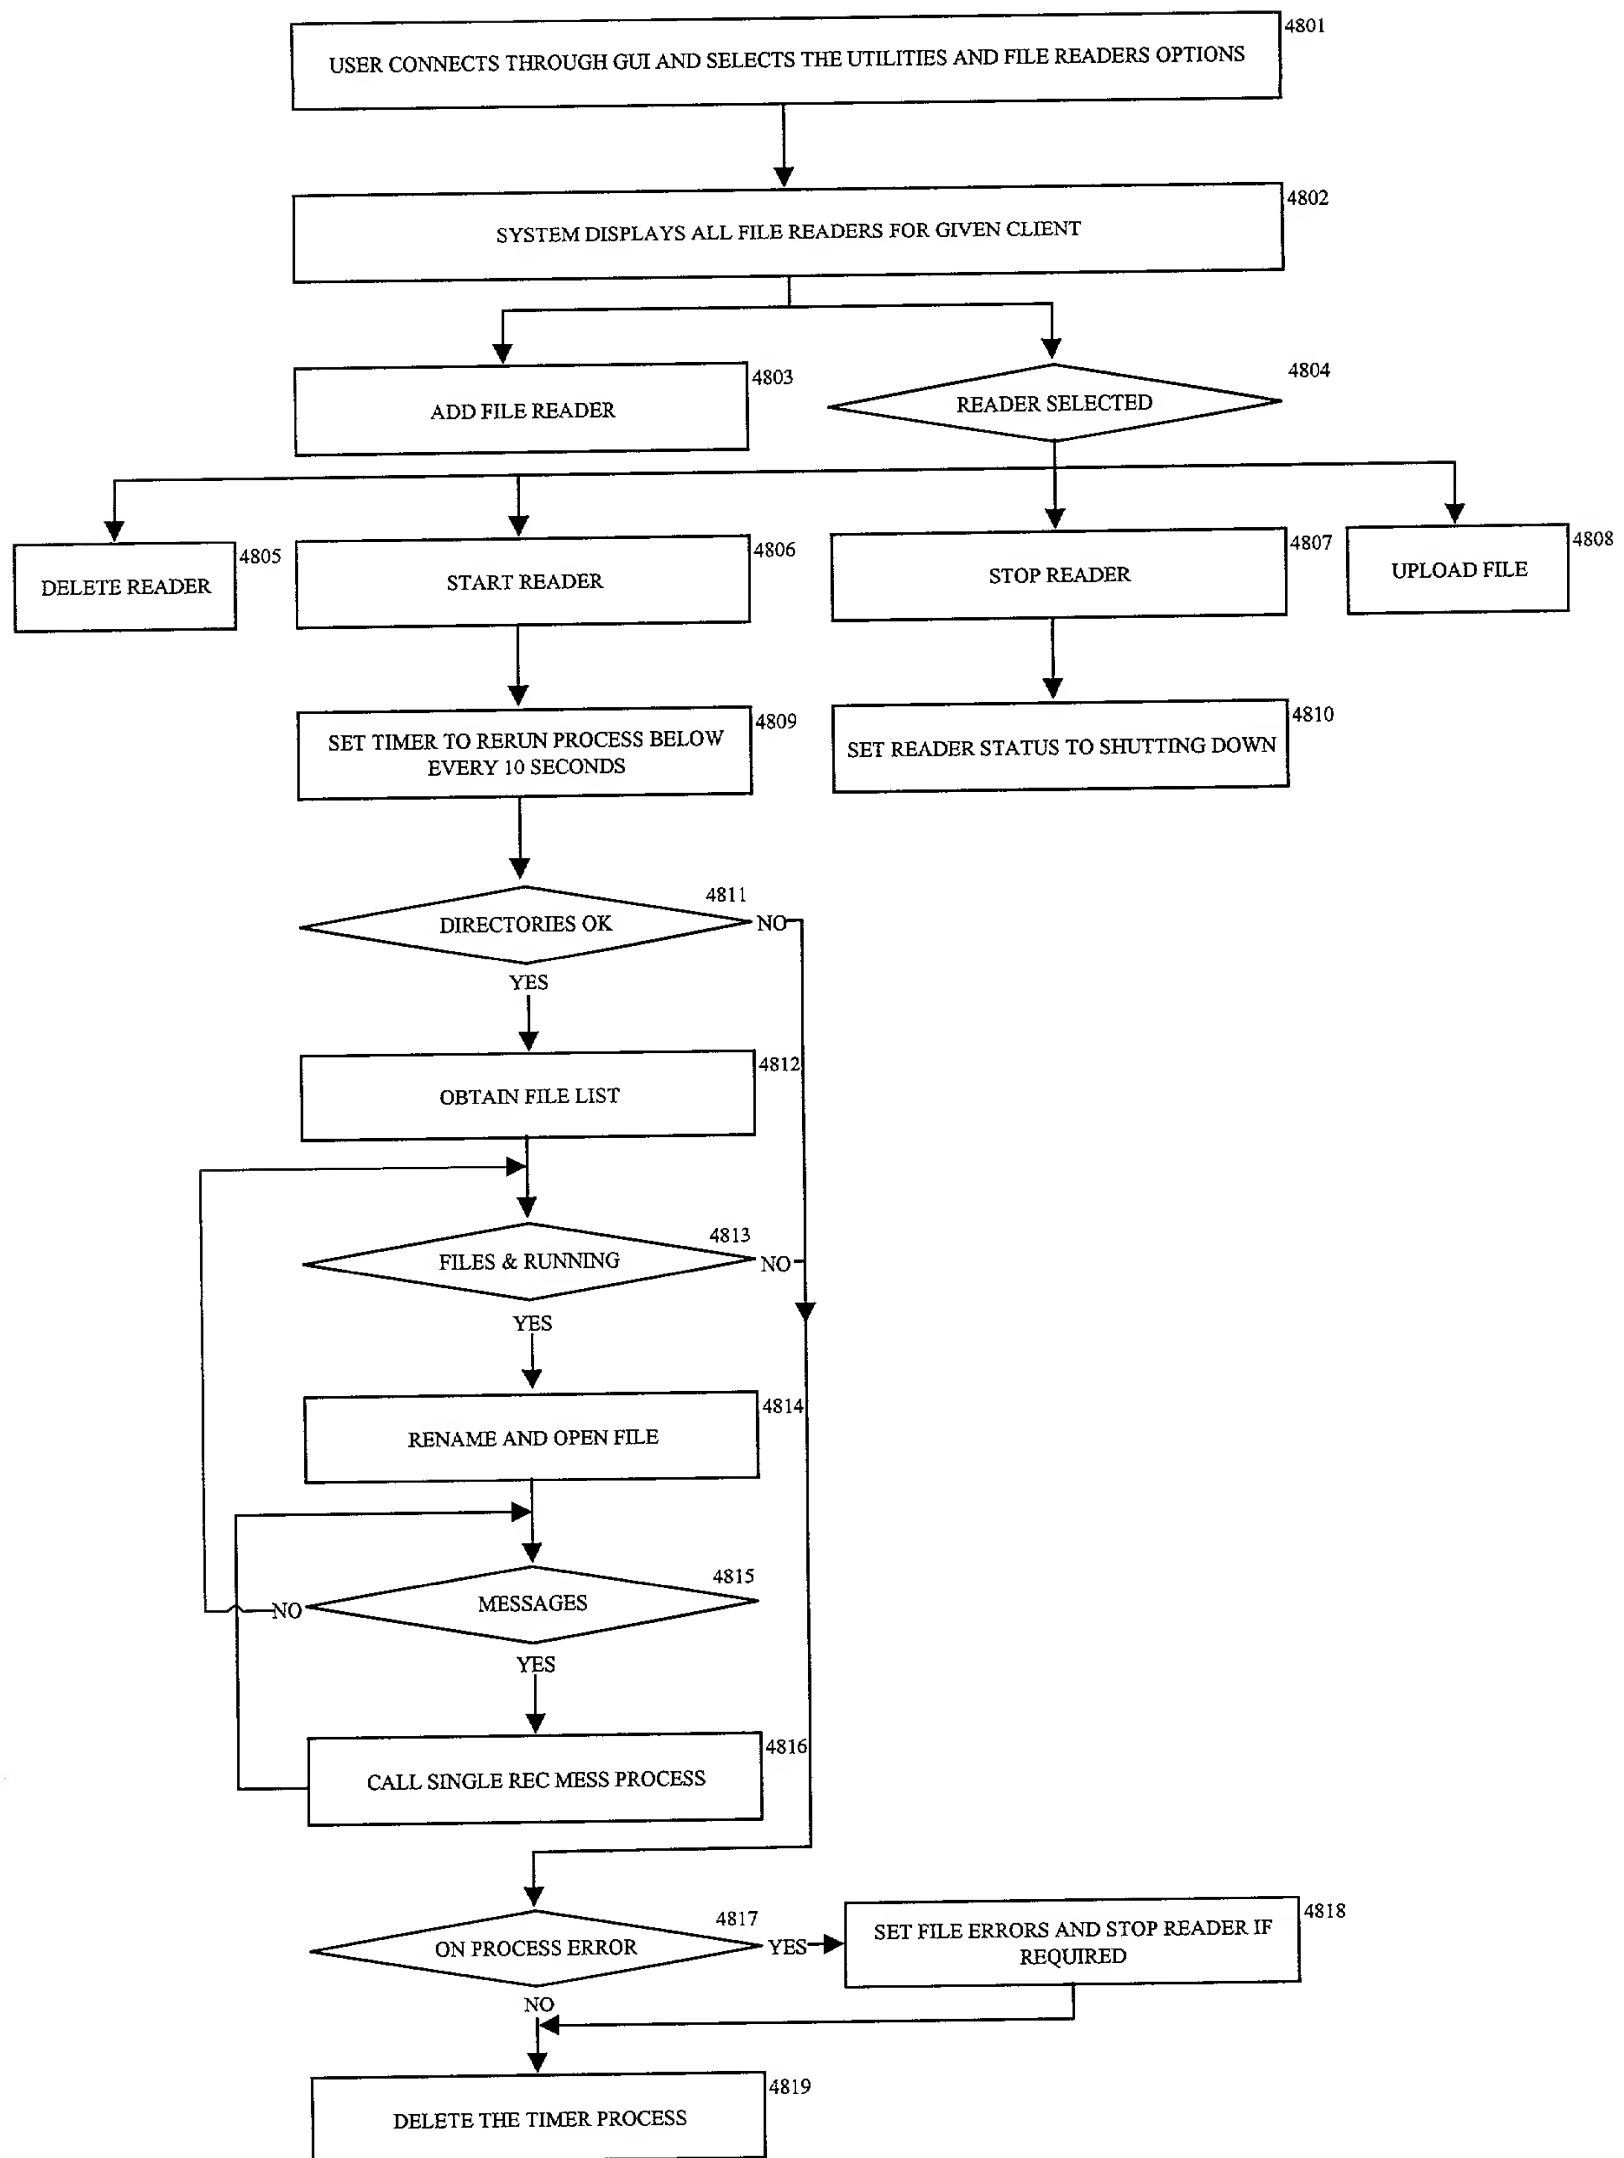 4801
USER CONNECTS THROUGH GUI AND SELECTS THE UTILITIES AND FILE READERS OPTIONS
4802
SYSTEM DISPLAYS ALL FILE READERS FOR GIVEN CLIENT
4803
ADD FILE READER
4804
READER SELECTED
4805
DELETE READER
4806
START READER
4807
STOP READER
4808
UPLOAD FILE
4809
SET TIMER TO RERUN PROCESS BELOW
EVERY 10 SECONDS
4810
SET READER STATUS TO SHUTTING DOWN
4811
DIRECTORIES OK
NO
YES
4812
OBTAIN FILE LIST
4813
FILES & RUNNING
NO
YES
4814
RENAME AND OPEN FILE
4815
MESSAGES
NO
YES
4816
CALL SINGLE REC MESS PROCESS
4817
ON PROCESS ERROR
YES
4818
SET FILE ERRORS AND STOP READER IF
REQUIRED
NO
4819
DELETE THE TIMER PROCESS